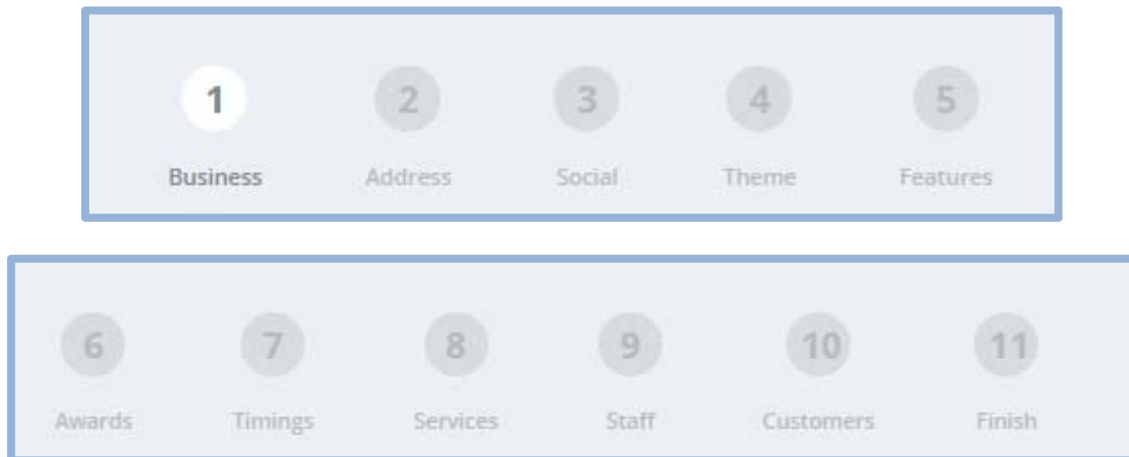 1 2 3 4 5
Business Address Social Theme Features
6 7 8 9 10 11
Awards Timings Services Staff Customers Finish